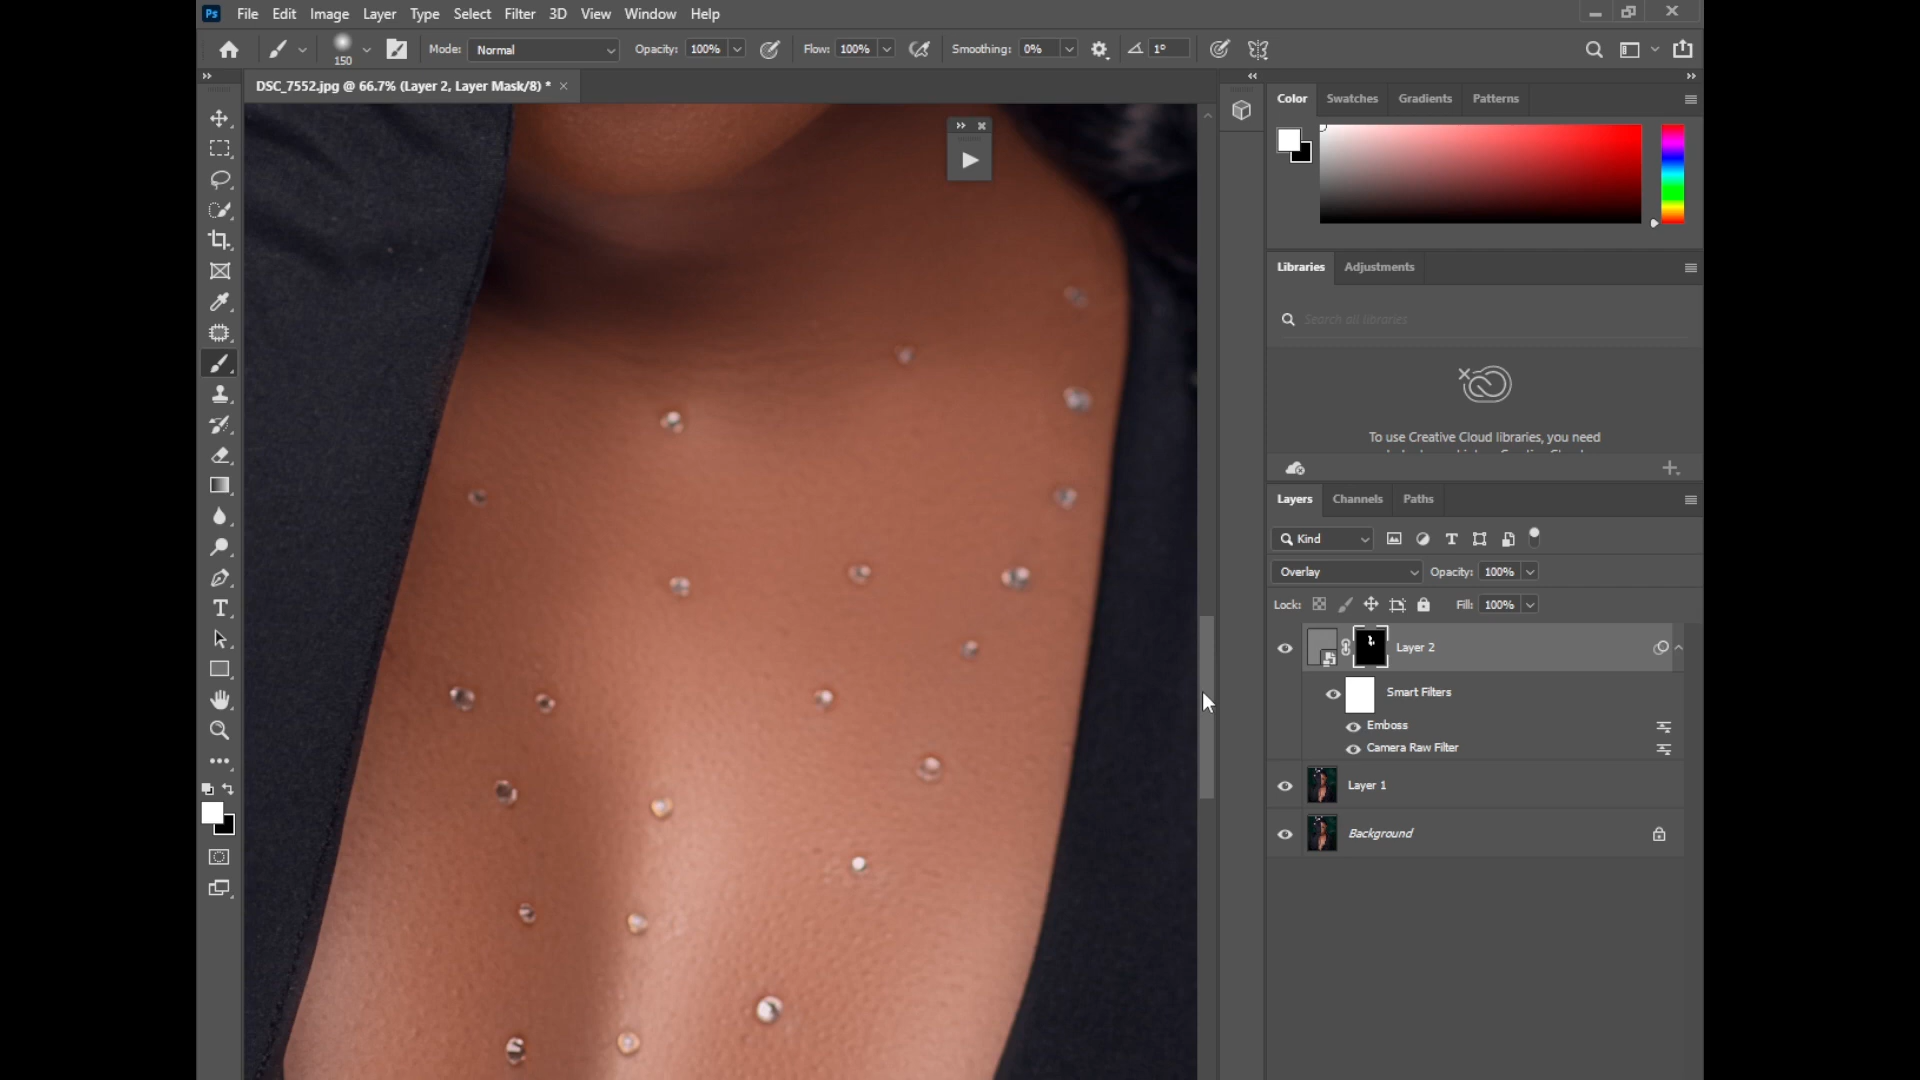 Ps File Edit Image Layer Type Select Filter 3D View Window Help
150 Mode: Normal Opacity: 100% Flow: 100% Smoothing: 0% 1°
DSC_7552.jpg @ 66.7% (Layer 2, Layer Mask/8) *
Color Swatches Gradients Patterns
Libraries Adjustments
Search all libraries
To use Creative Cloud libraries, you need
Layers Channels Paths
Kind
Overlay Opacity: 100%
Lock: Fill: 100%
Layer 2
Smart Filters
Emboss
Camera Raw Filter
Layer 1
Background